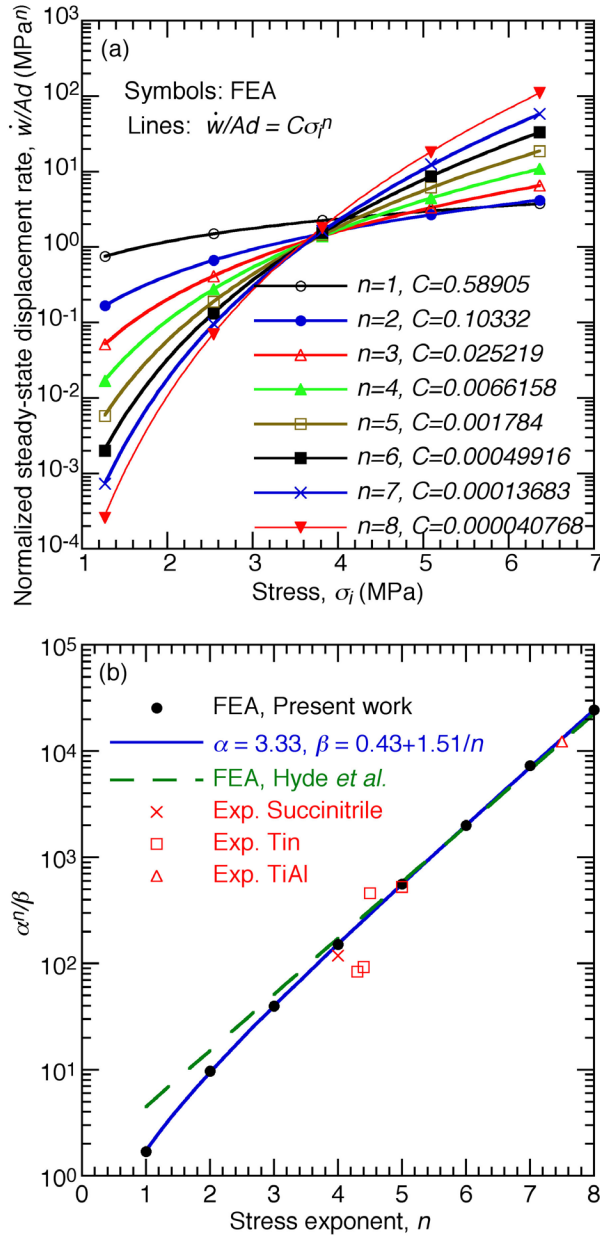 (a)
Symbols: FEA
Lines: ẇ/Ad = Cσᵢⁿ
Normalized steady-state displacement rate, ẇ/Ad (MPaⁿ)
10³
10²
10¹
10⁰
10⁻¹
10⁻²
10⁻³
10⁻⁴
n=1, C=0.58905
n=2, C=0.10332
n=3, C=0.025219
n=4, C=0.0066158
n=5, C=0.001784
n=6, C=0.00049916
n=7, C=0.00013683
n=8, C=0.000040768
1 2 3 4 5 6 7
Stress, σᵢ (MPa)
(b)
FEA, Present work
α = 3.33, β = 0.43+1.51/n
FEA, Hyde et al.
Exp. Succinitrile
Exp. Tin
Exp. TiAl
αⁿ/β
10⁵
10⁴
10³
10²
10¹
10⁰
0 1 2 3 4 5 6 7 8
Stress exponent, n